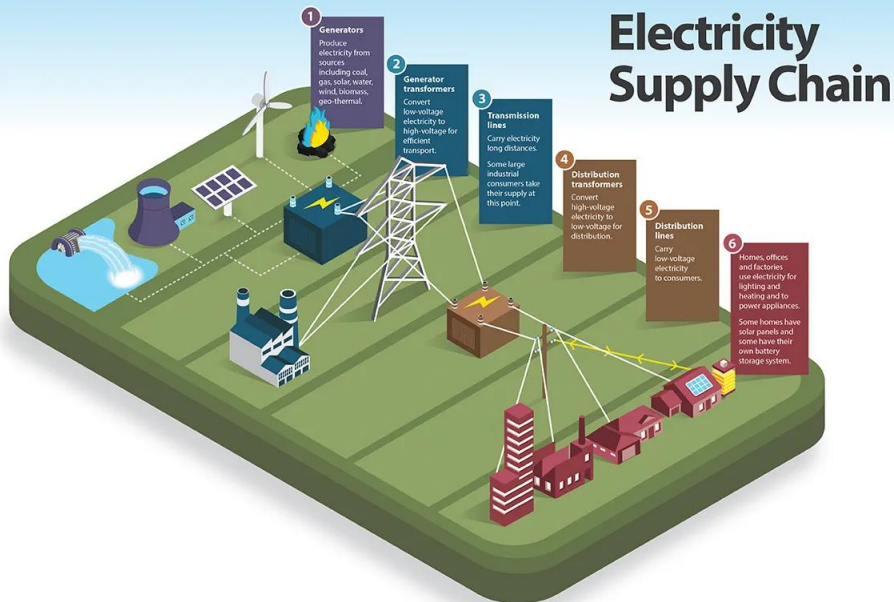 Electricity
Supply Chain
1
Generators
Produce
electricity from
sources
including coal,
gas, solar, water,
wind, biomass,
geo-thermal.
2
Generator
transformers
Convert
low-voltage
electricity to
high-voltage for
efficient
transport.
3
Transmission
lines
Carry electricity
long distances.
Some large
industrial
consumers take
their supply at
this point.
4
Distribution
transformers
Convert
high-voltage
electricity to
low-voltage for
distribution.
5
Distribution
lines
Carry
low-voltage
electricity
to consumers.
6
Homes, offices
and factories
use electricity for
lighting and
heating and to
power appliances.
Some homes have
solar panels and
some have their
own battery
storage system.